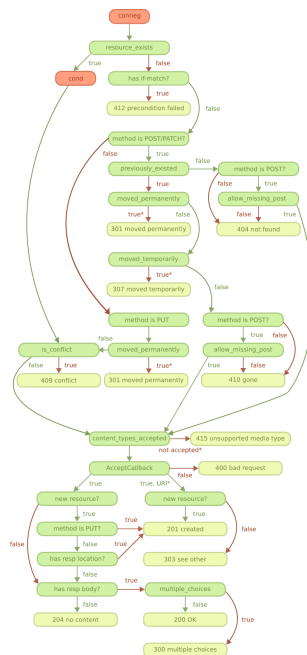 conneg
resource_exists
true
false
cond
has if-match?
true
false
412 precondition failed
method is POST/PATCH?
false
true
previously_existed
false
method is POST?
true
false
true
moved_permanently
allow_missing_post
true*
false
false
true
301 moved permanently
404 not found
moved_temporarily
true*
307 moved temporarily
false
method is PUT
method is POST?
false
true
true
false
is_conflict
moved_permanently
allow_missing_post
false
true
true*
true
false
409 conflict
301 moved permanently
410 gone
content_types_accepted
415 unsupported media type
not accepted*
AcceptCallback
400 bad request
false
true
true, URI*
new resource?
new resource?
true
true
method is PUT?
true
201 created
false
false
true
false
has resp location?
303 see other
false
false
has resp body?
true
multiple_choices
false
false
204 no content
200 OK
true
300 multiple choices